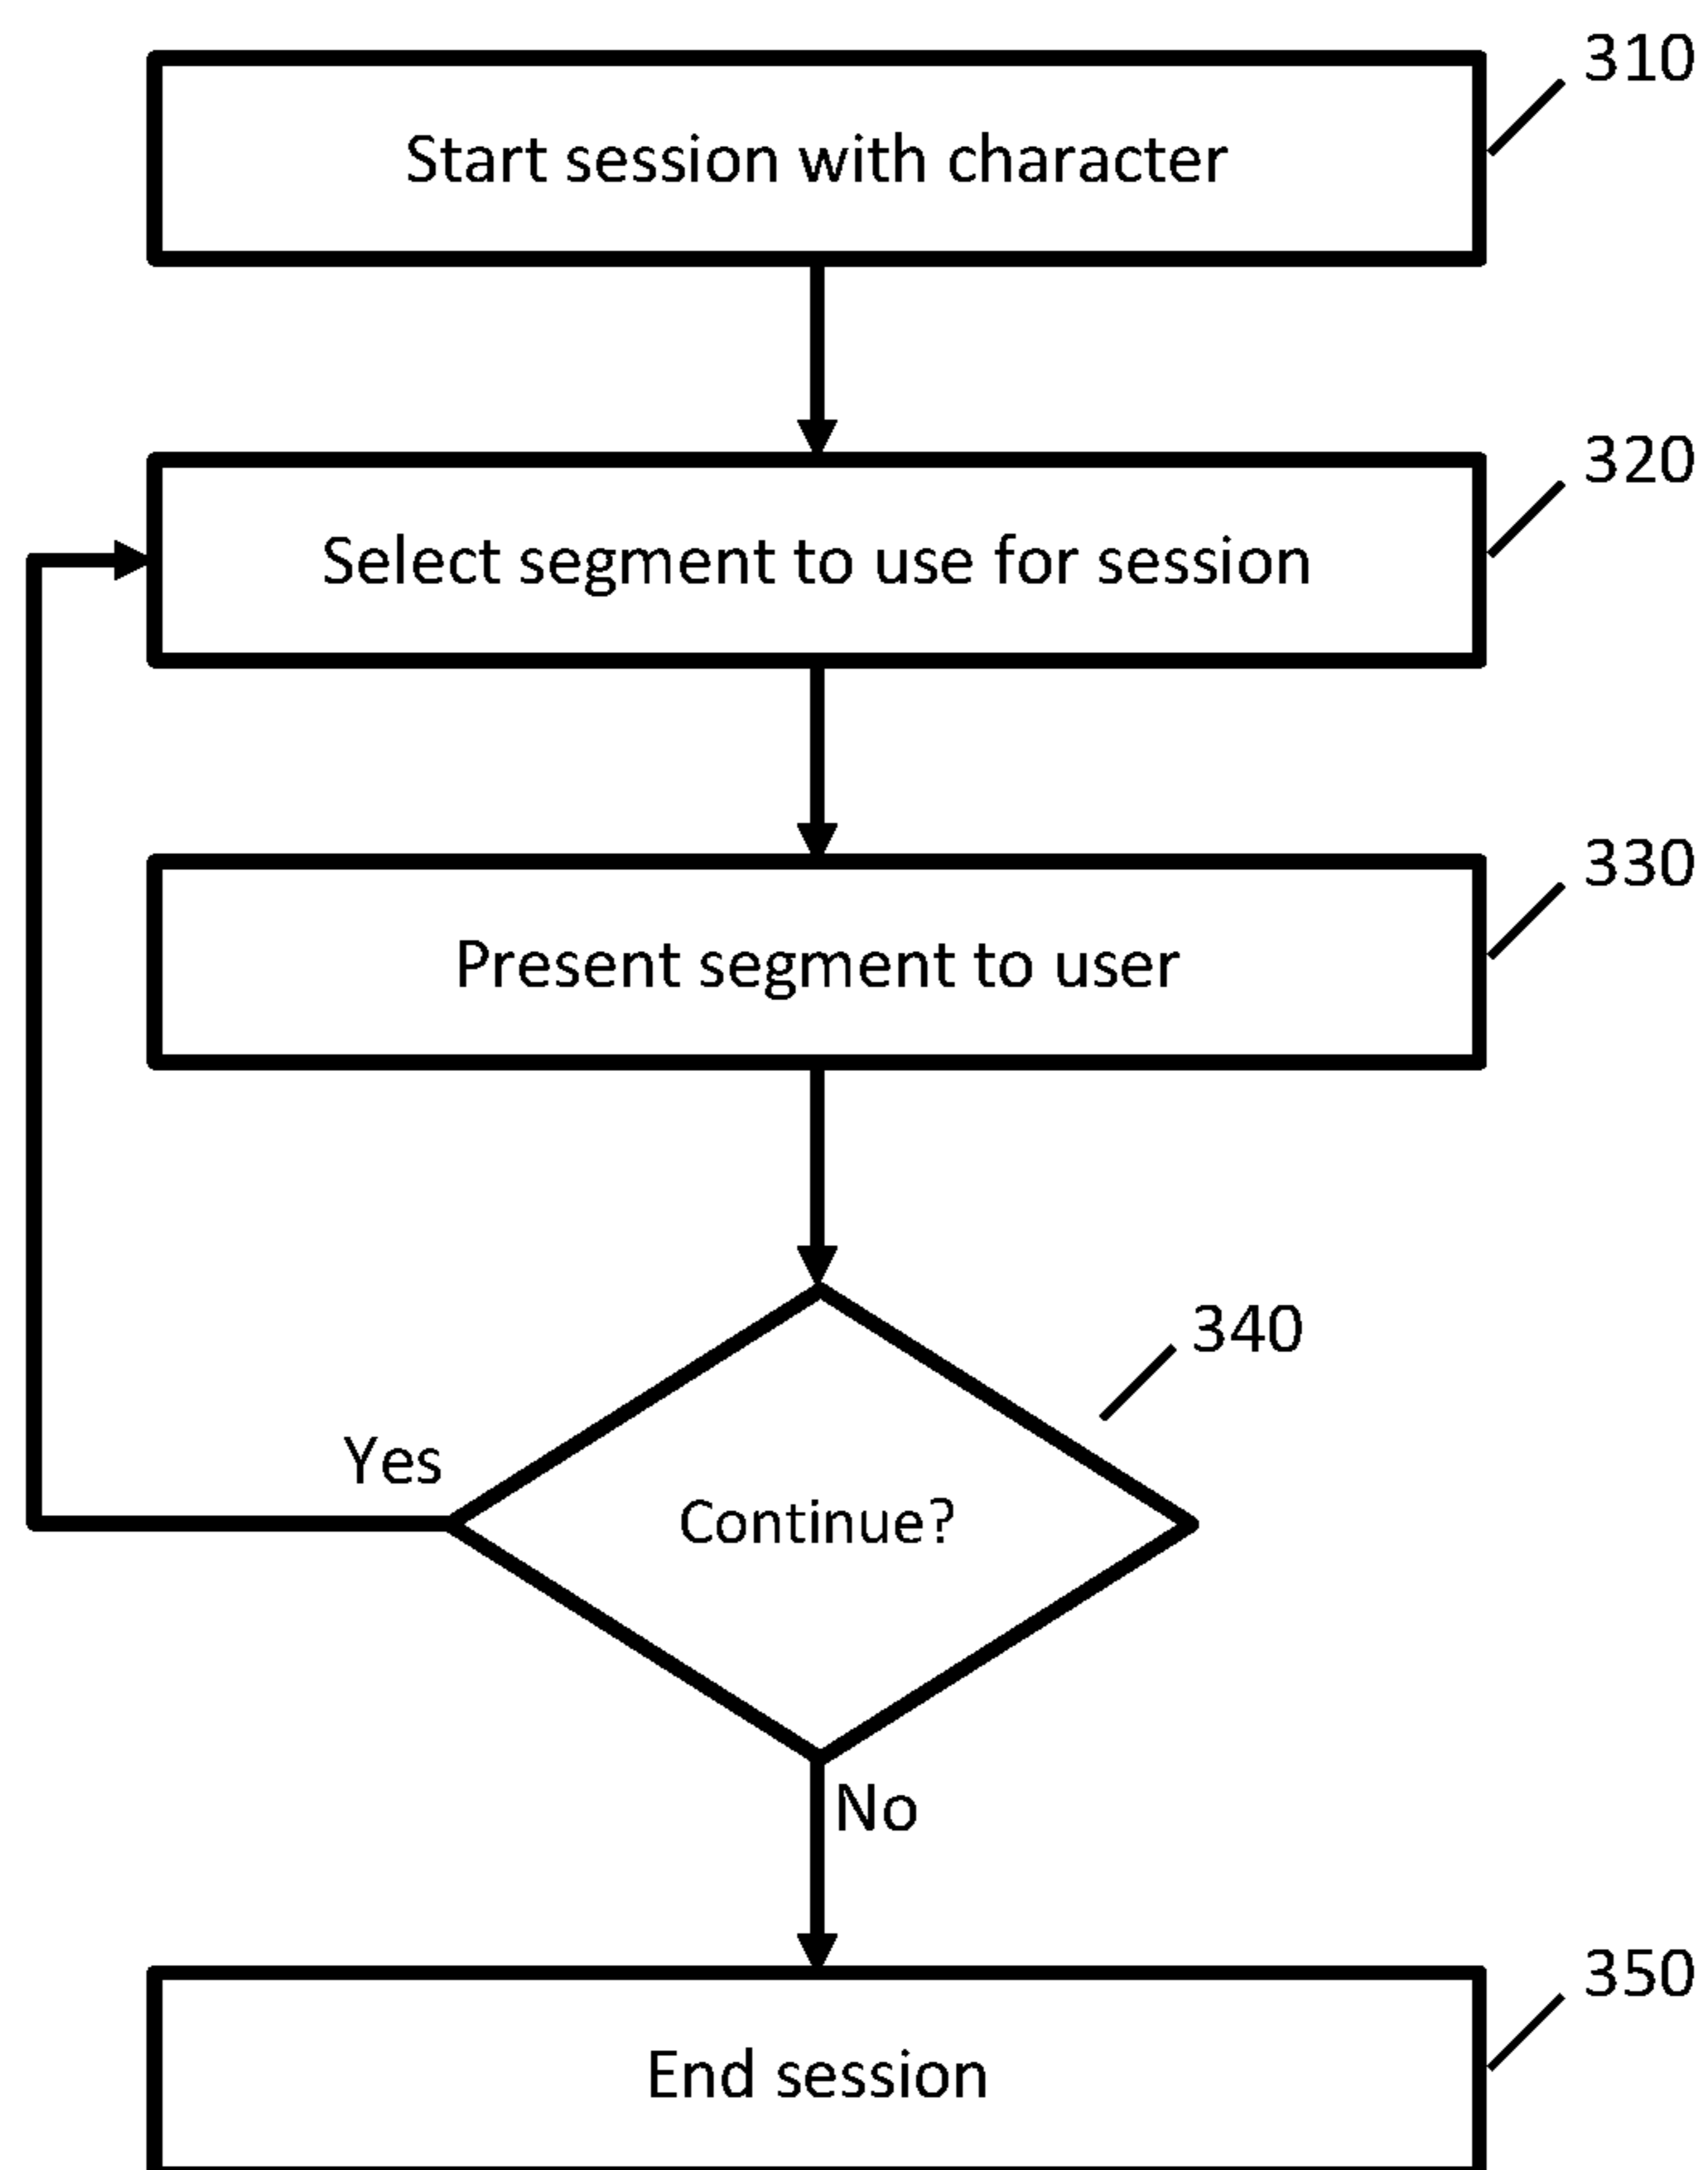 310
Start session with character
320
Select segment to use for session
330
Present segment to user
340
Yes
Continue?
No
350
End session